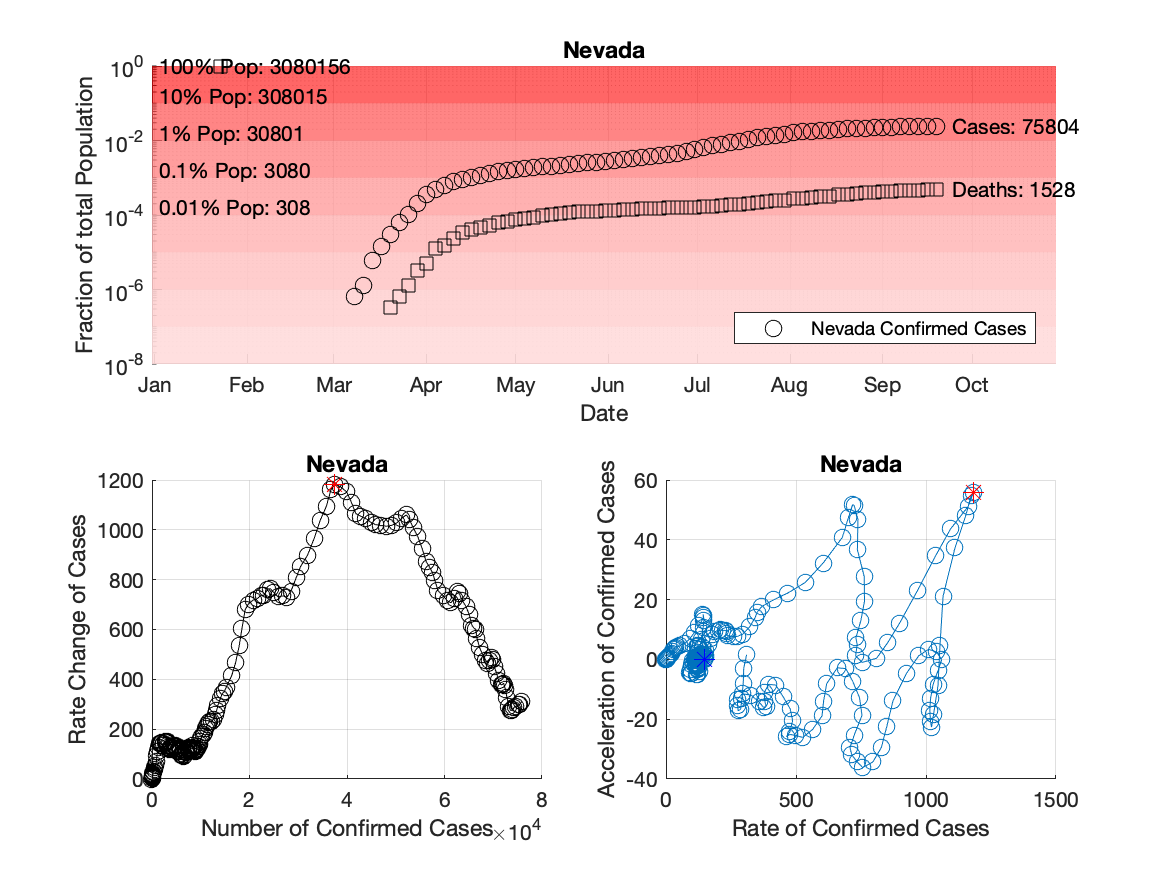 Nevada
Fraction of total Population
10^0
10^-2
10^-4
10^-6
10^-8
100% Pop: 3080156
10% Pop: 308015
1% Pop: 30801
0.1% Pop: 3080
0.01% Pop: 308
Cases: 75804
Deaths: 1528
Nevada Confirmed Cases
Jan Feb Mar Apr May Jun Jul Aug Sep Oct
Date
Nevada
Rate Change of Cases
1200
1000
800
600
400
200
0
0 2 4 6 8
Number of Confirmed Cases ×10^4
Nevada
Acceleration of Confirmed Cases
60
40
20
0
-20
-40
0 500 1000 1500
Rate of Confirmed Cases